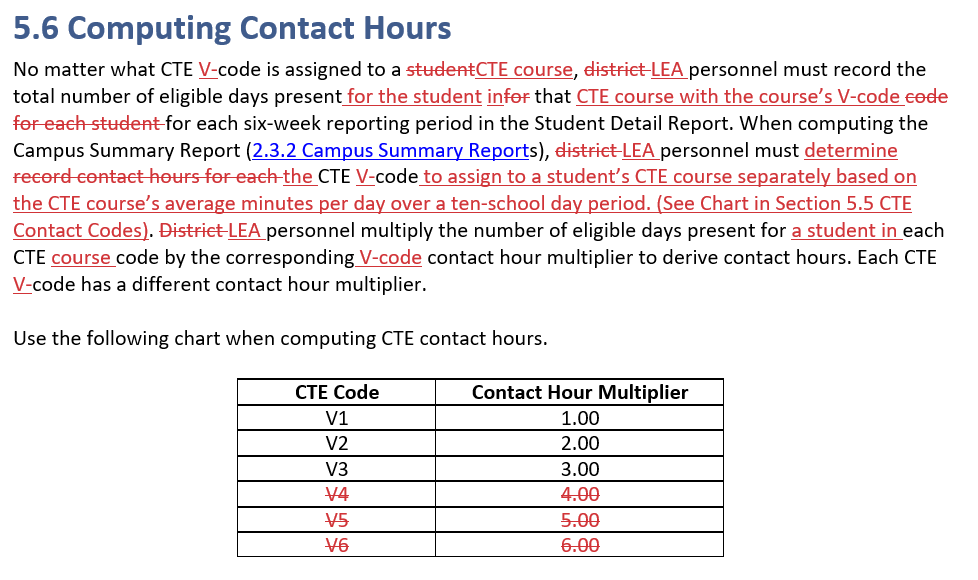 5.6 Computing Contact Hours
No matter what CTE V-code is assigned to a studentCTE course, district LEA personnel must record the
total number of eligible days present for the student infor that CTE course with the course’s V-code code
for each student for each six-week reporting period in the Student Detail Report. When computing the
Campus Summary Report (2.3.2 Campus Summary Reports), district LEA personnel must determine
record contact hours for each the CTE V-code to assign to a student’s CTE course separately based on
the CTE course’s average minutes per day over a ten-school day period. (See Chart in Section 5.5 CTE
Contact Codes). District LEA personnel multiply the number of eligible days present for a student in each
CTE course code by the corresponding V-code contact hour multiplier to derive contact hours. Each CTE
V-code has a different contact hour multiplier.
Use the following chart when computing CTE contact hours.
CTE Code Contact Hour Multiplier
V1 1.00
V2 2.00
V3 3.00
V4 4.00
V5 5.00
V6 6.00